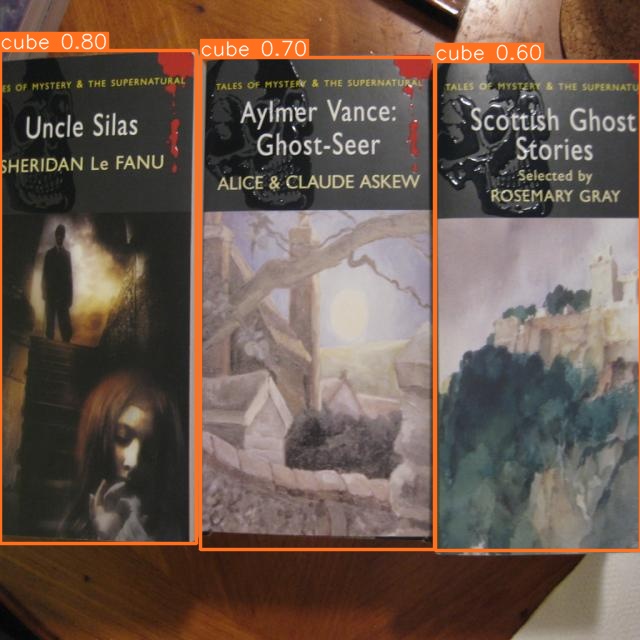 cube 0.80
ES OF MYSTERY & THE SUPERNATURAL
Uncle Silas
SHERIDAN Le FANU
cube 0.70
TALES OF MYSTERY & THE SUPERNATURAL
Aylmer Vance:
Ghost-Seer
ALICE & CLAUDE ASKEW
cube 0.60
TALES OF MYSTERY & THE SUPERNATU
Scottish Ghost
Stories
Selected by
ROSEMARY GRAY